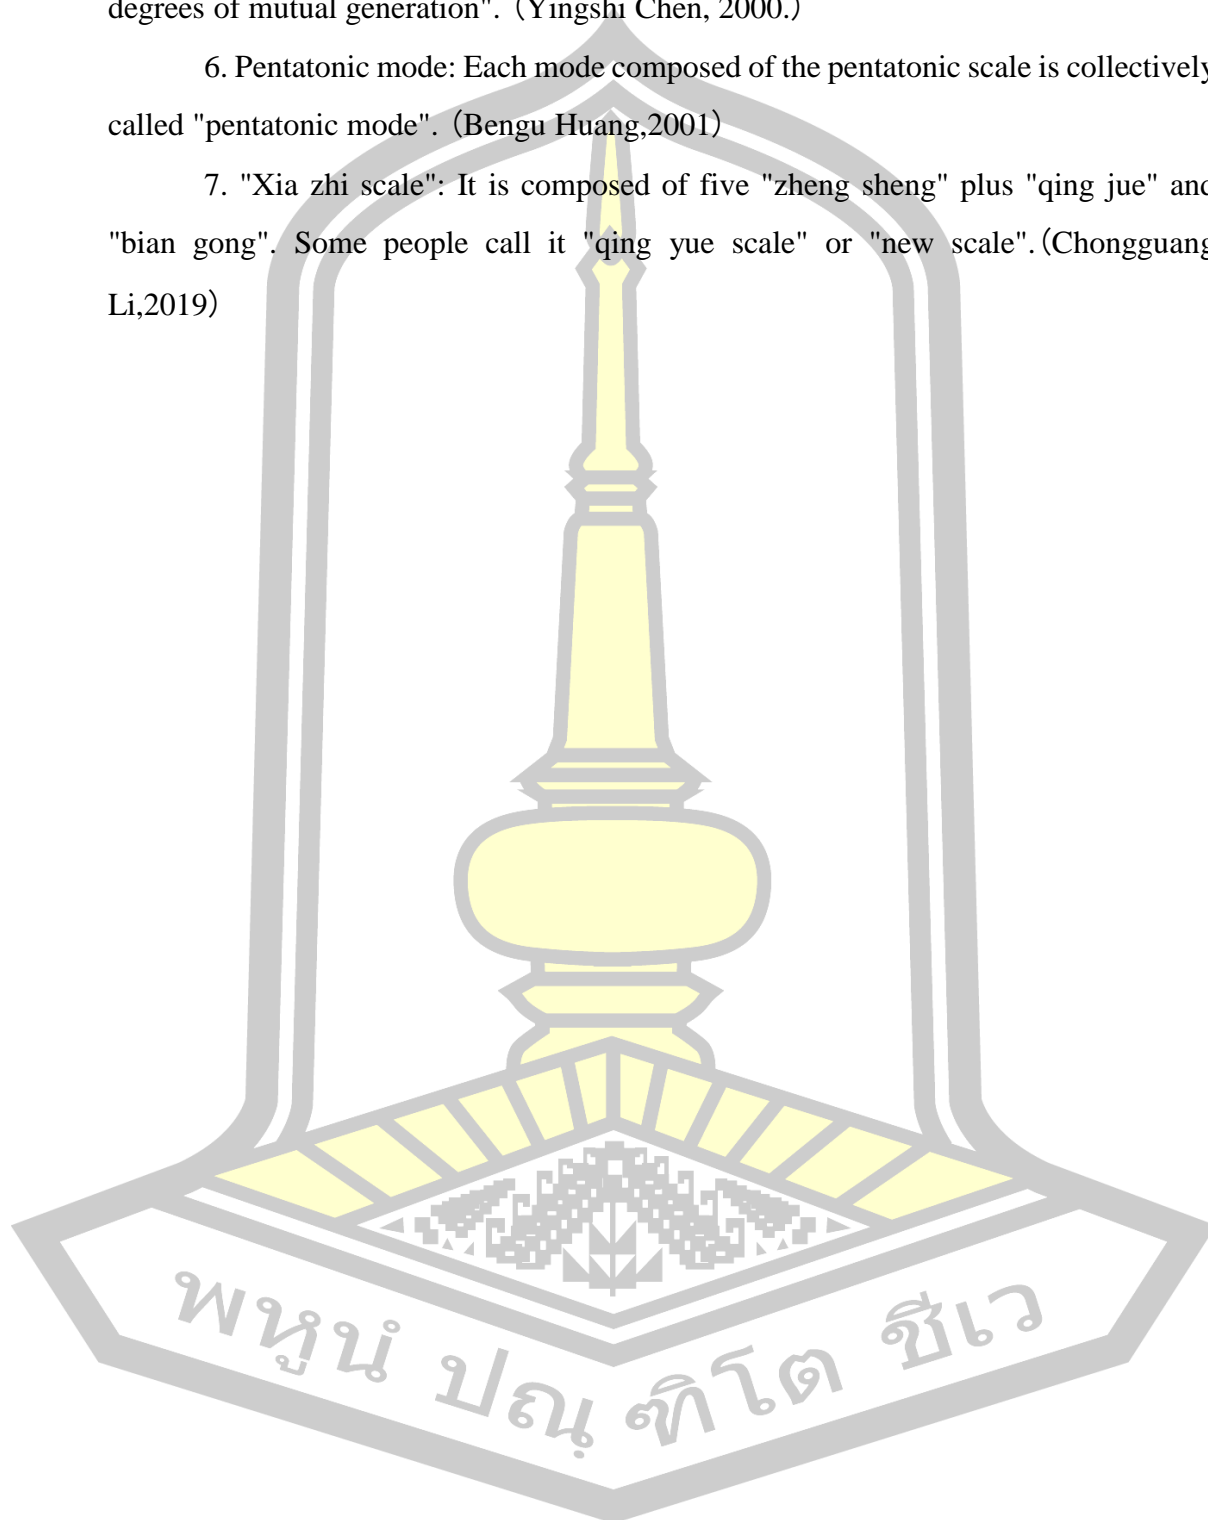 degrees of mutual generation". (Yingshi Chen, 2000.)
6. Pentatonic mode: Each mode composed of the pentatonic scale is collectively
called "pentatonic mode". (Bengu Huang,2001)
7. "Xia zhi scale": It is composed of five "zheng sheng" plus "qing jue" and
"bian gong". Some people call it "qing yue scale" or "new scale".(Chongguang
Li,2019)
พหูนํ ปณฺฑิโต ชีเว